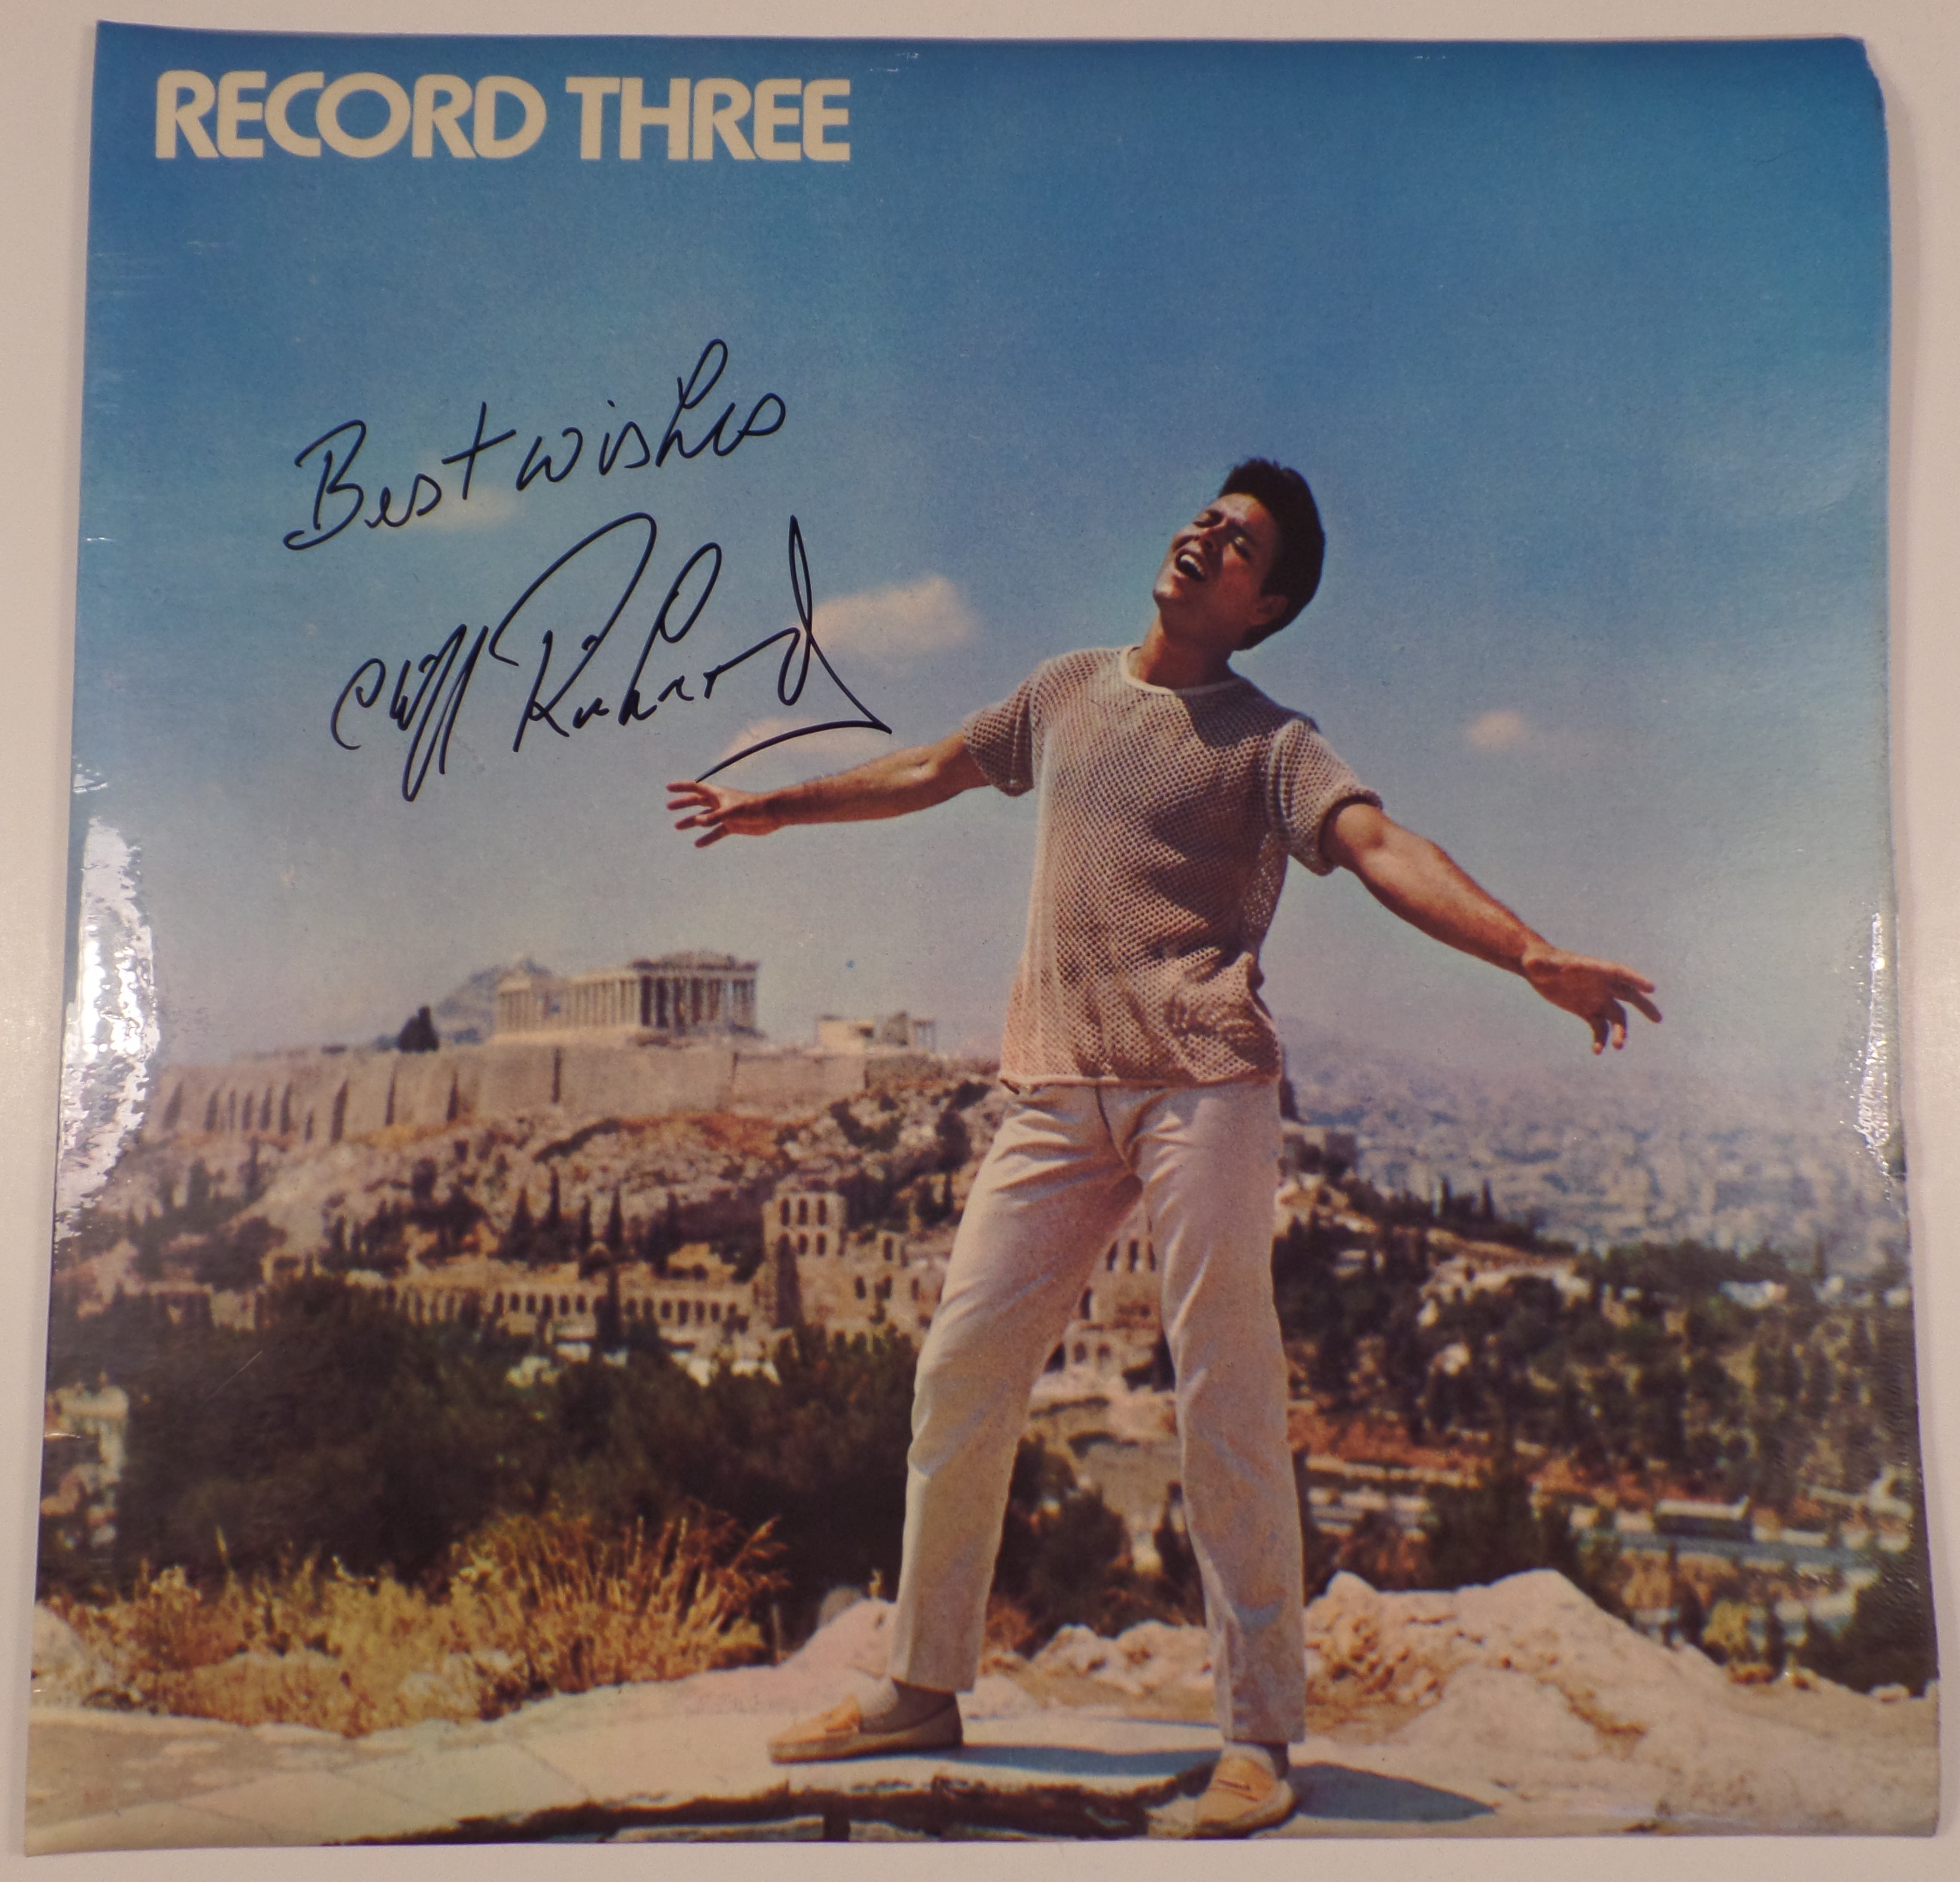 RECORD THREE
Best wishes
Cliff Richard